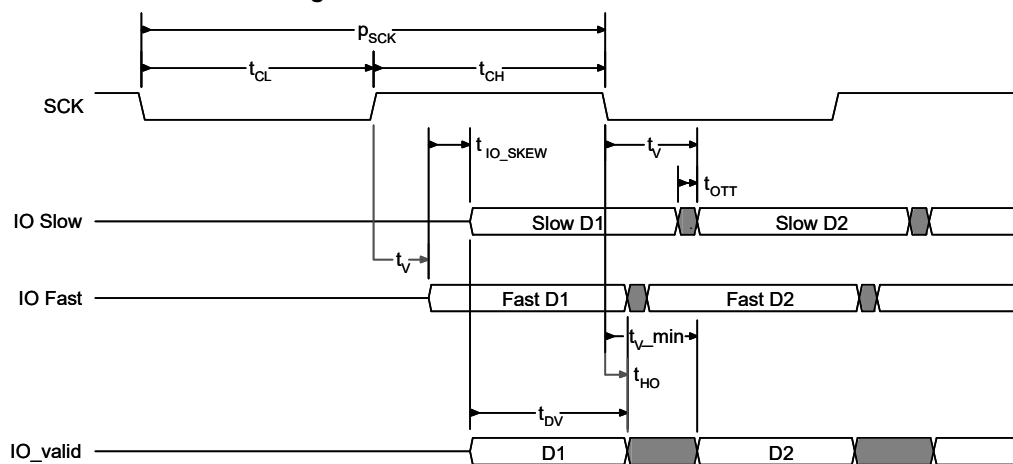 pSCK
tCL
tCH
SCK
tIO_SKEW
tV
tOTT
IO Slow
Slow D1
Slow D2
tV
IO Fast
Fast D1
Fast D2
tV_min
tHO
tDV
IO_valid
D1
D2